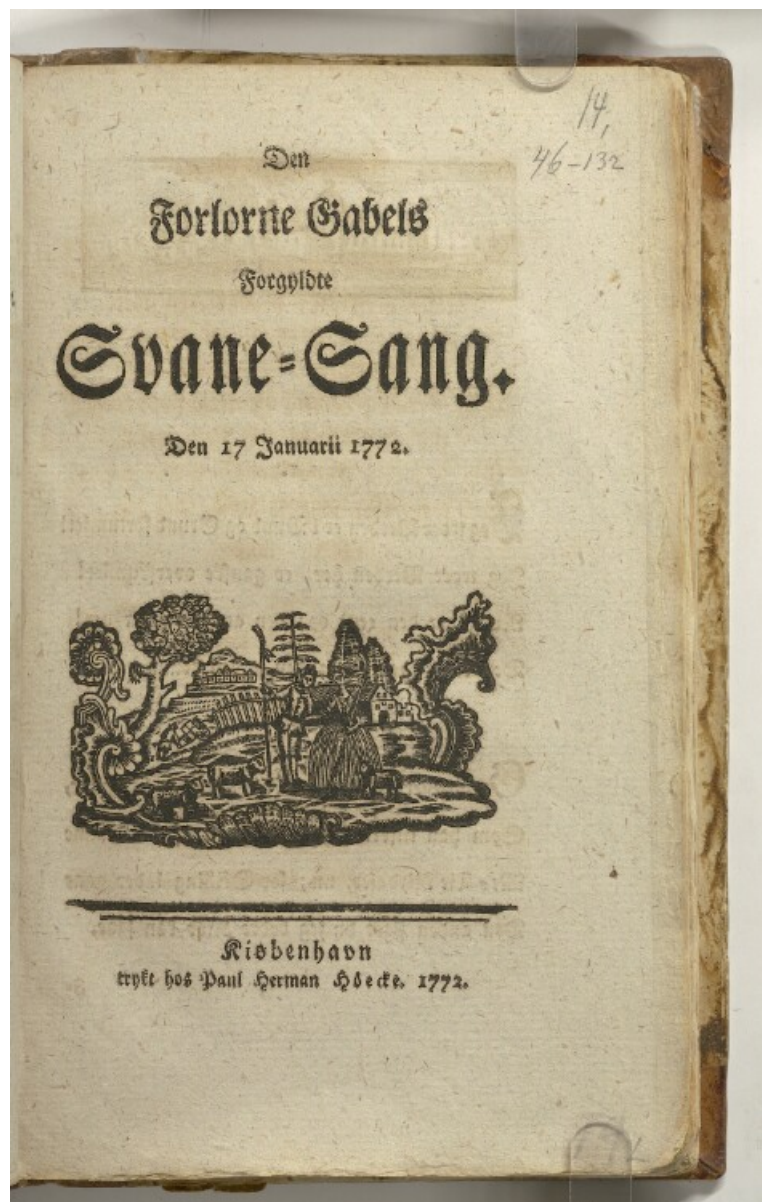 14,
46-132
Den
Forlorne Gabels
Forgyldte
Svane-Sang.
Den 17 Januarii 1772.
Kiøbenhavn
trykt hos Paul Herman Höecke. 1772.